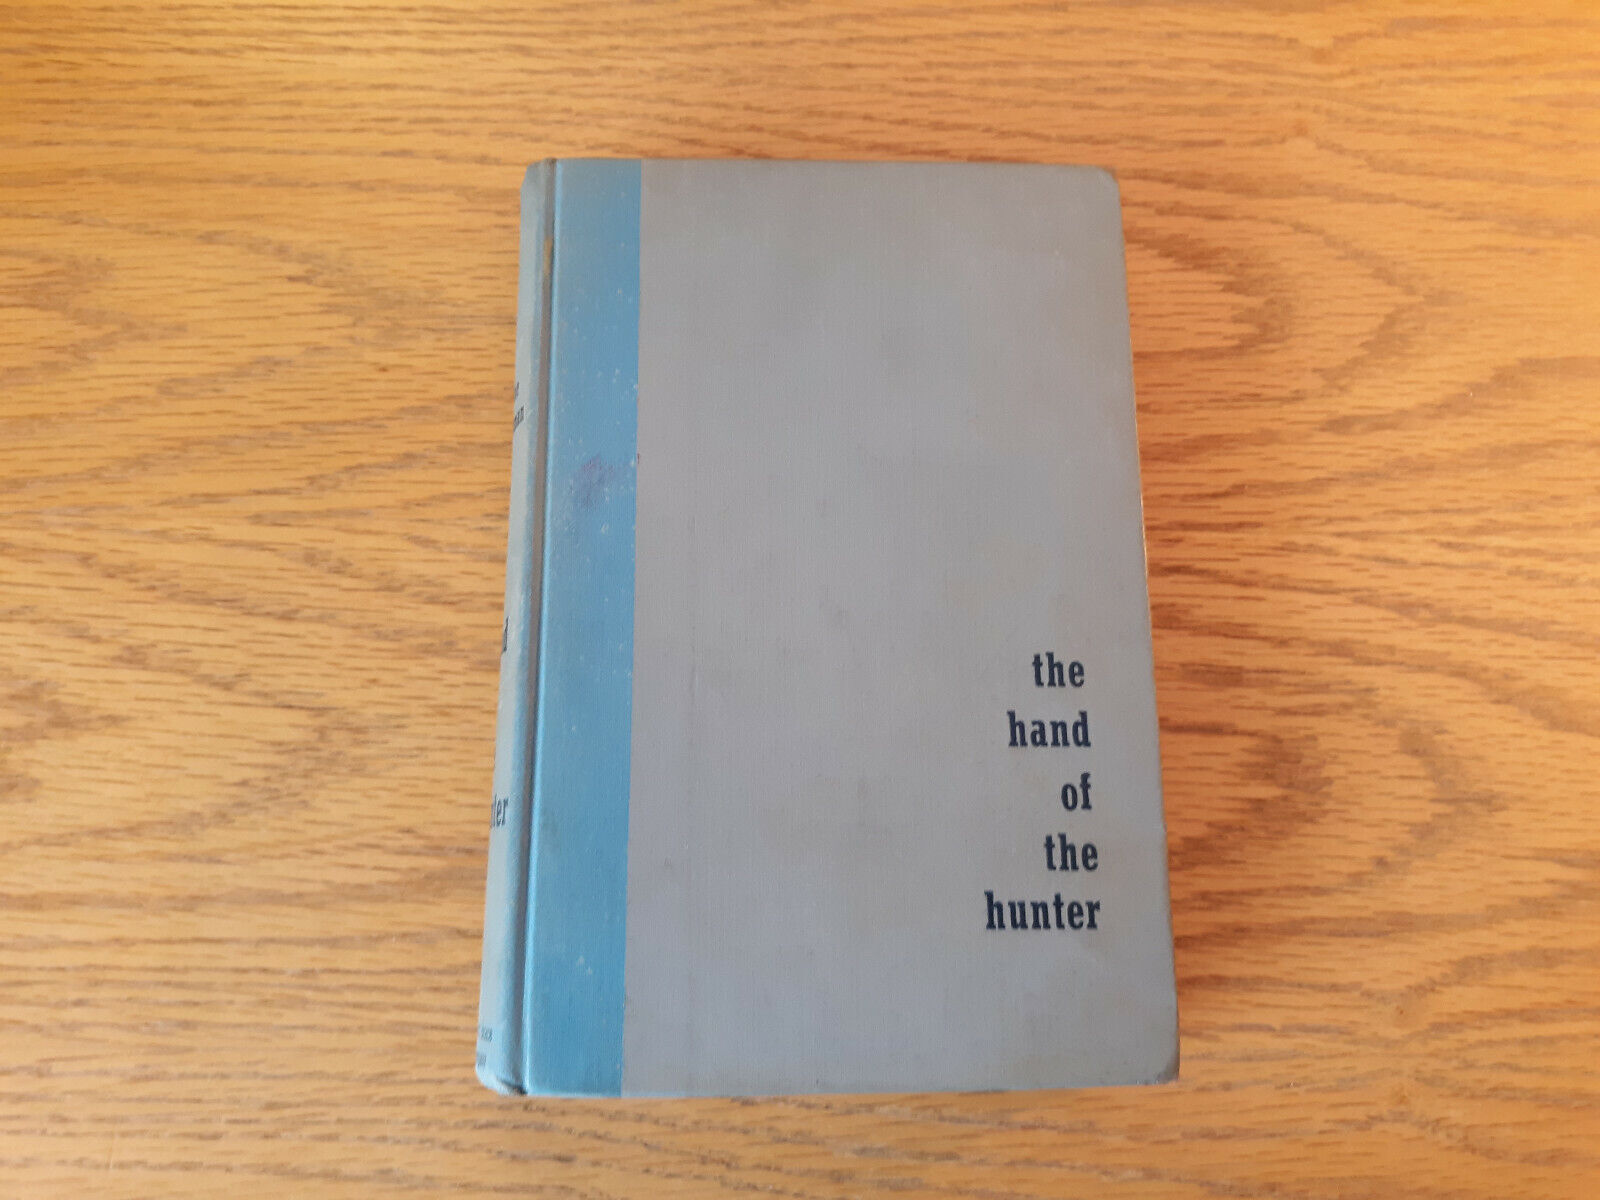 the
hand
of
the
hunter